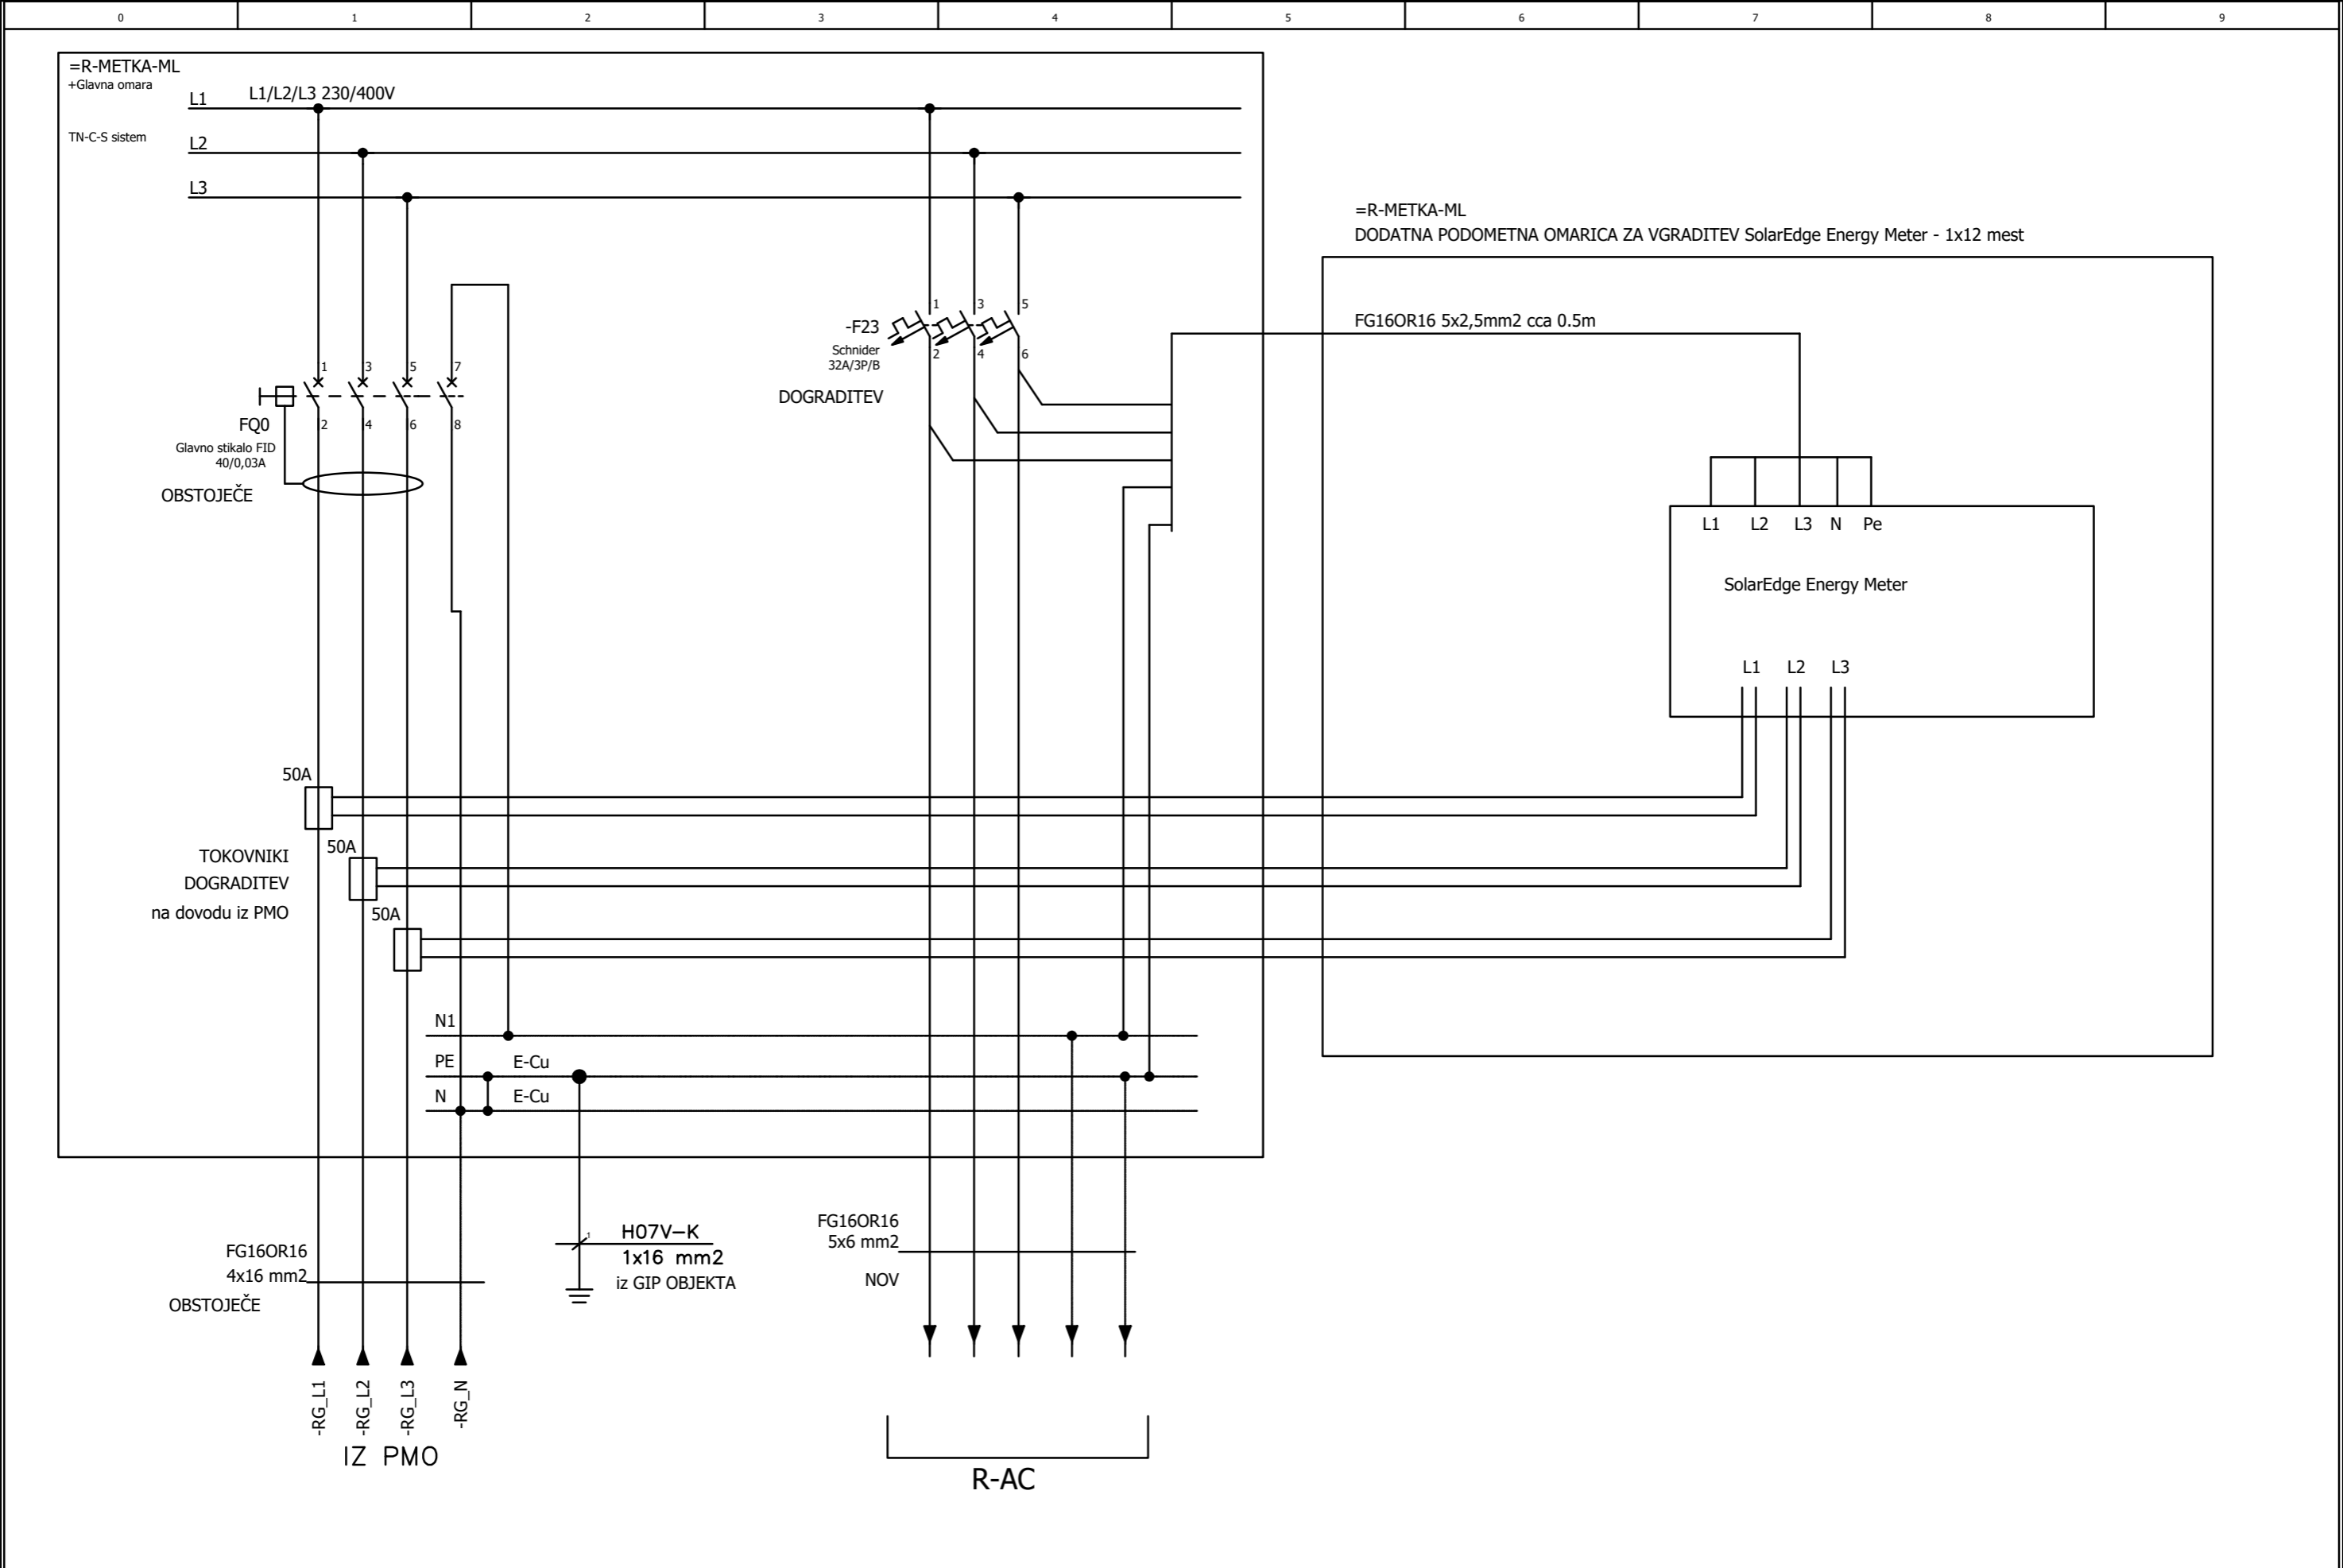 0 1 2 3 4 5 6 7 8 9
=R-METKA-ML
+Glavna omara
L1 L1/L2/L3 230/400V
TN-C-S sistem
L2
L3
=R-METKA-ML
DODATNA PODOMETNA OMARICA ZA VGRADITEV SolarEdge Energy Meter - 1x12 mest
1 3 5
-F23
Schnider
32A/3P/B
2 4 6
DOGRADITEV
FG16OR16 5x2,5mm2 cca 0.5m
1 3 5 7
FQ0
2 4 6 8
Glavno stikalo FID
40/0,03A
OBSTOJEČE
L1 L2 L3 N Pe
SolarEdge Energy Meter
L1 L2 L3
50A
50A
TOKOVNIKI
DOGRADITEV
na dovodu iz PMO
50A
N1
PE E-Cu
N E-Cu
FG16OR16
4x16 mm2
OBSTOJEČE
1
H07V-K
1x16 mm2
iz GIP OBJEKTA
FG16OR16
5x6 mm2
NOV
-RG_L1
-RG_L2
-RG_L3
-RG_N
IZ PMO
R-AC